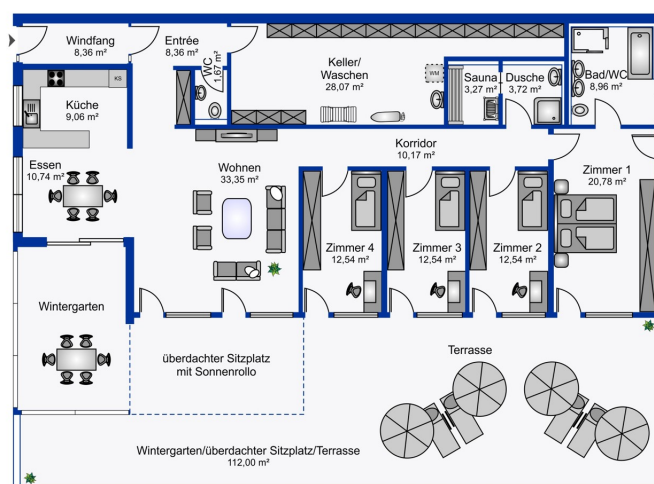 Windfang
8,36 m²
Entrée
8,36 m²
WC
1,67 m²
Keller/
Waschen
28,07 m²
WM
Sauna
3,27 m²
Dusche
3,72 m²
Bad/WC
8,96 m²
KS
Küche
9,06 m²
Essen
10,74 m²
Wohnen
33,35 m²
Korridor
10,17 m²
Zimmer 1
20,78 m²
Zimmer 4
12,54 m²
Zimmer 3
12,54 m²
Zimmer 2
12,54 m²
Wintergarten
überdachter Sitzplatz
mit Sonnenrollo
Terrasse
Wintergarten/überdachter Sitzplatz/Terrasse
112,00 m²